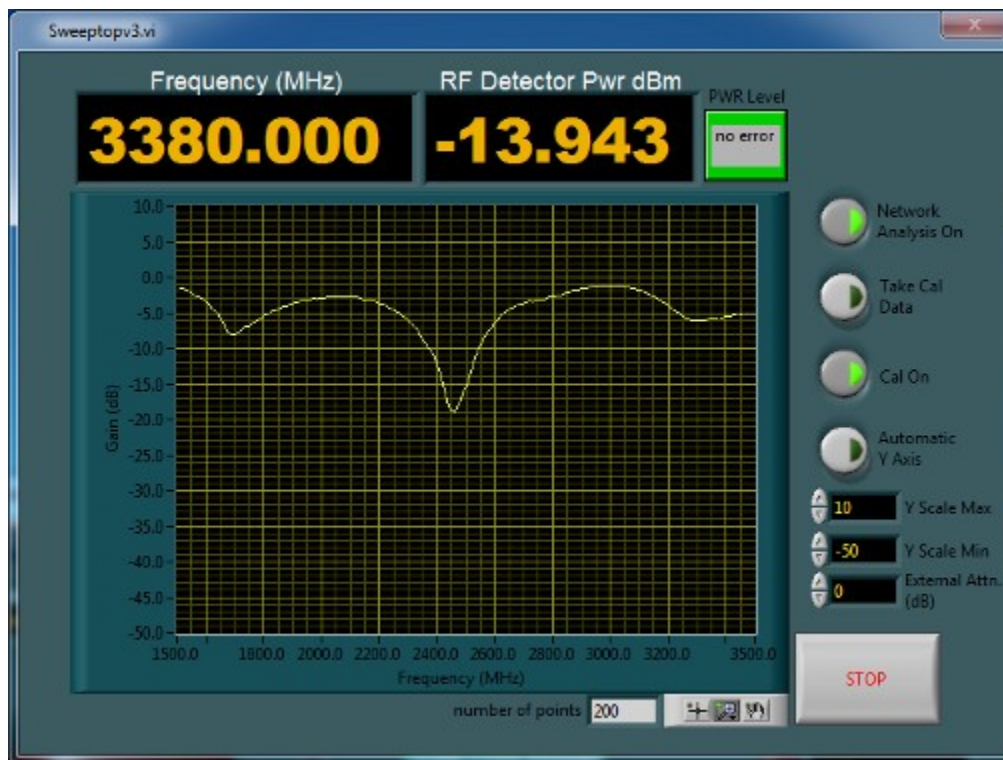 Sweeptopv3.vi
Frequency (MHz)
RF Detector Pwr dBm
PWR Level
3380.000
-13.943
no error
10.0
5.0
0.0
-5.0
-10.0
-15.0
-20.0
-25.0
-30.0
-35.0
-40.0
-45.0
-50.0
Gain (dB)
1500.0
1800.0
2000.0
2200.0
2400.0
2600.0
2800.0
3000.0
3200.0
3500.0
Frequency (MHz)
number of points
200
Network
Analysis On
Take Cal
Data
Cal On
Automatic
Y Axis
10
Y Scale Max
-50
Y Scale Min
0
External Attn.
(dB)
STOP